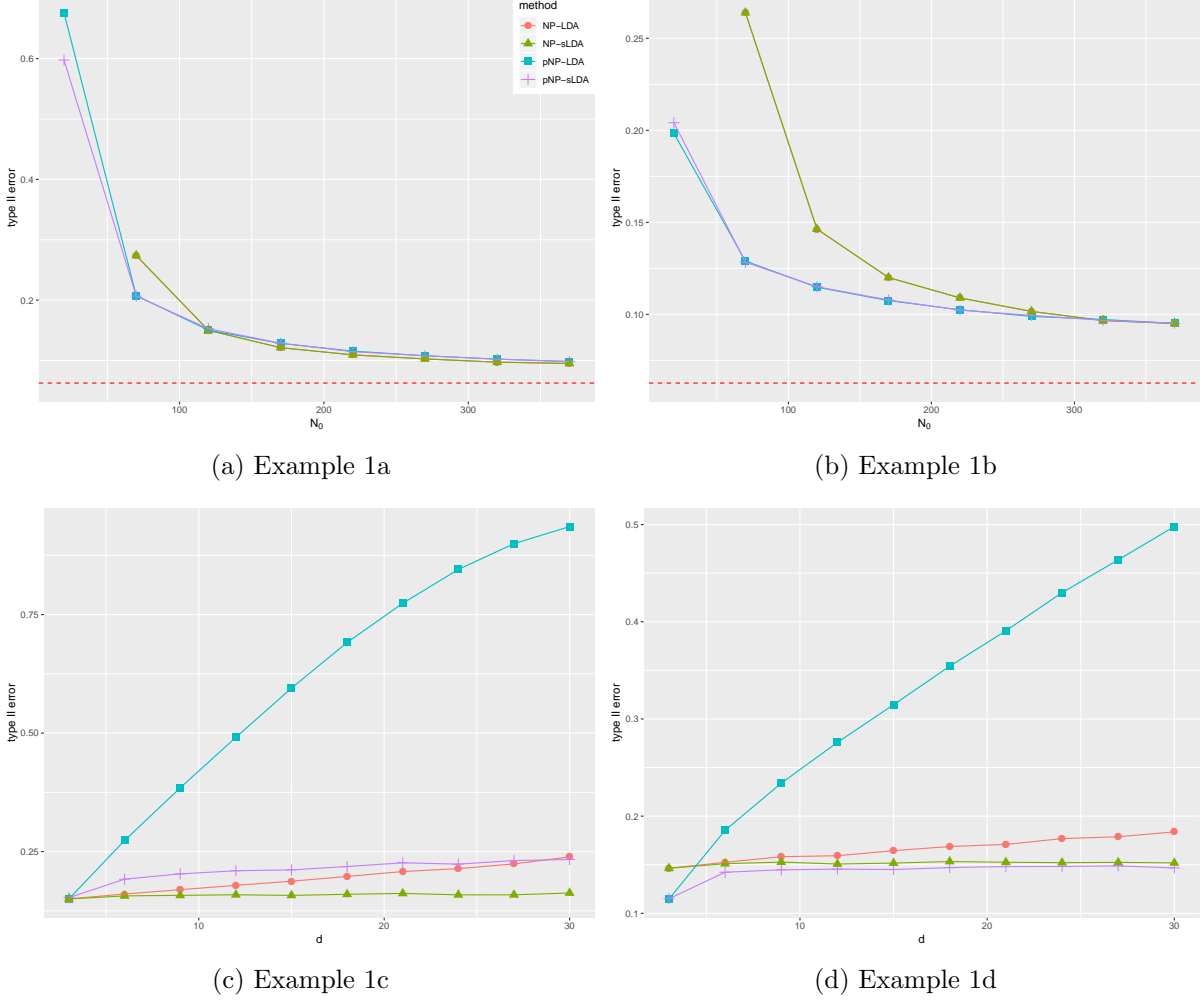 method
NP−LDA
NP−sLDA
pNP−LDA
pNP−sLDA
0.6
0.4
0.2
type II error
100
200
300
N0
(a) Example 1a
0.25
0.20
0.15
0.10
type II error
100
200
300
N0
(b) Example 1b
0.75
0.50
0.25
type II error
10
20
30
d
(c) Example 1c
0.5
0.4
0.3
0.2
0.1
type II error
10
20
30
d
(d) Example 1d